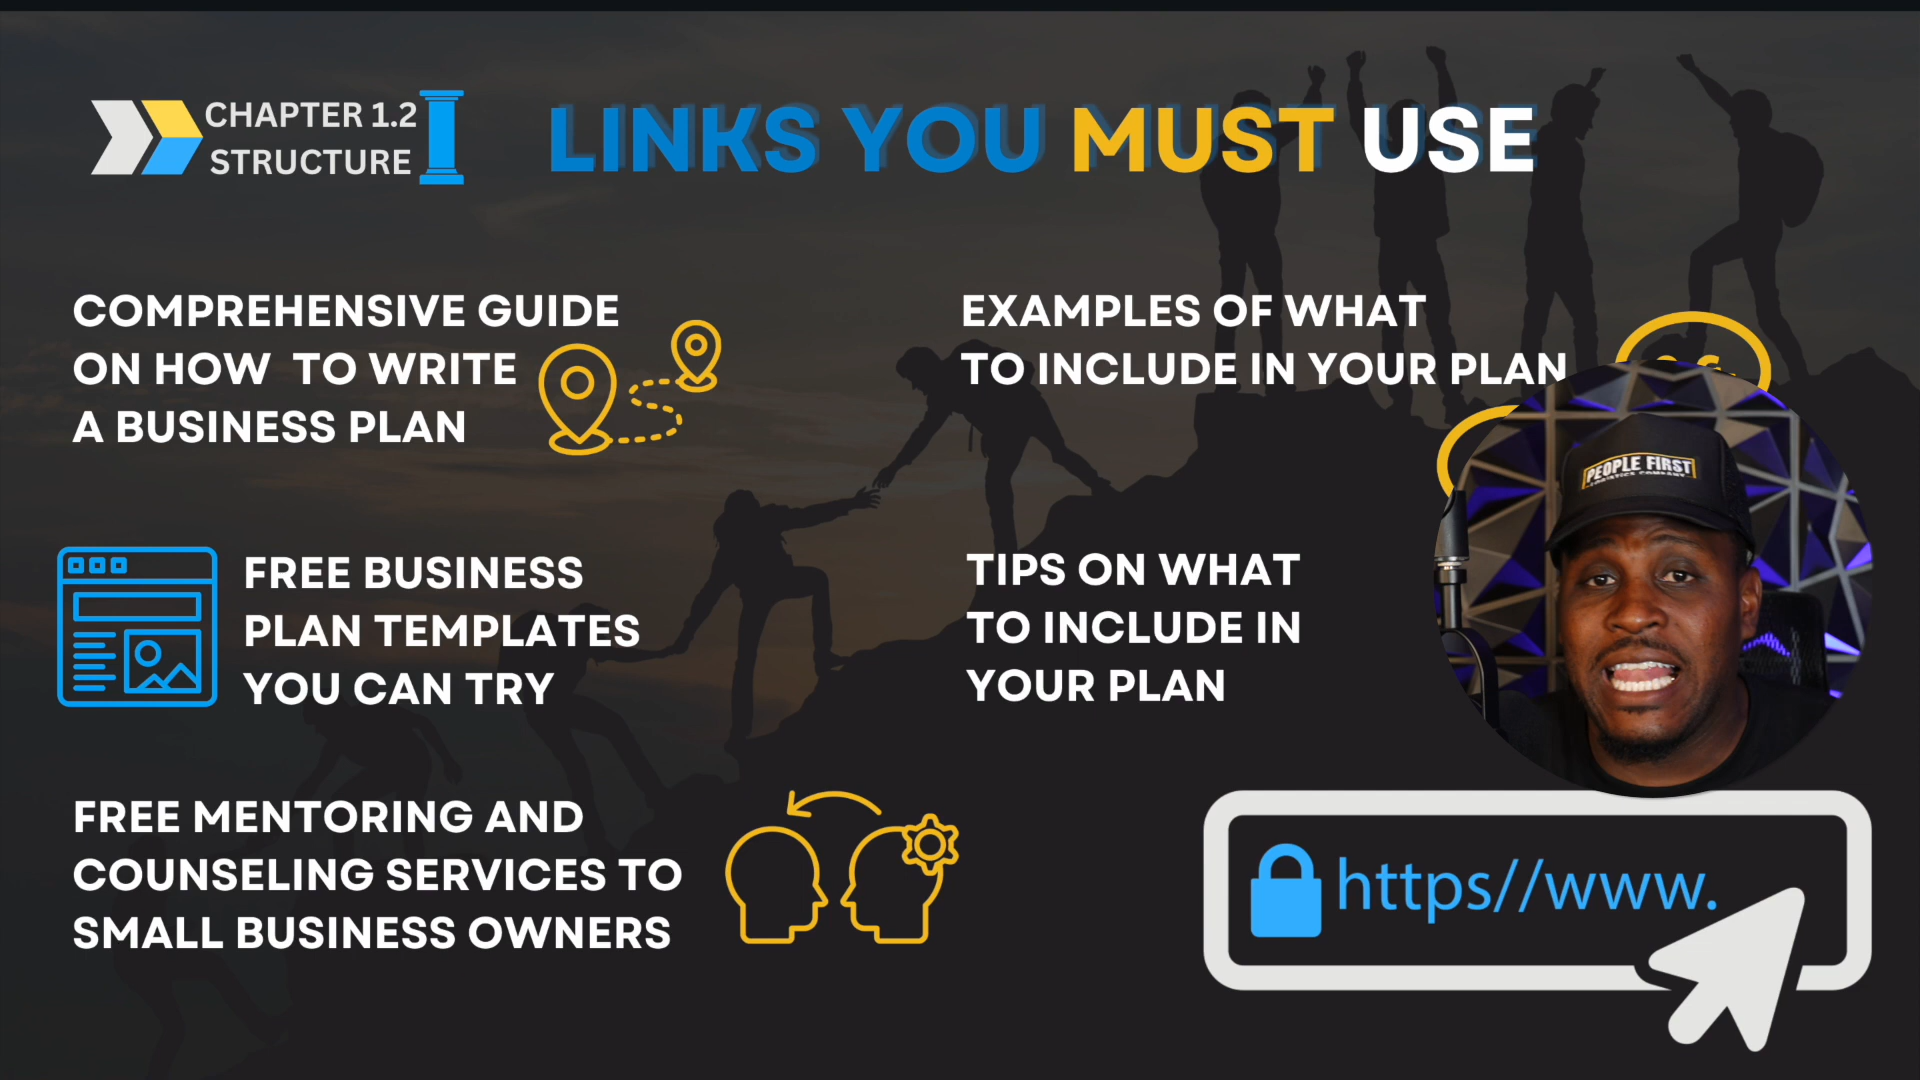 CHAPTER 1.2
STRUCTURE
LINKS YOU MUST USE
COMPREHENSIVE GUIDE
ON HOW TO WRITE
A BUSINESS PLAN
EXAMPLES OF WHAT
TO INCLUDE IN YOUR PLAN
PEOPLE FIRST
FREE BUSINESS
PLAN TEMPLATES
YOU CAN TRY
TIPS ON WHAT
TO INCLUDE IN
YOUR PLAN
FREE MENTORING AND
COUNSELING SERVICES TO
SMALL BUSINESS OWNERS
https//www.